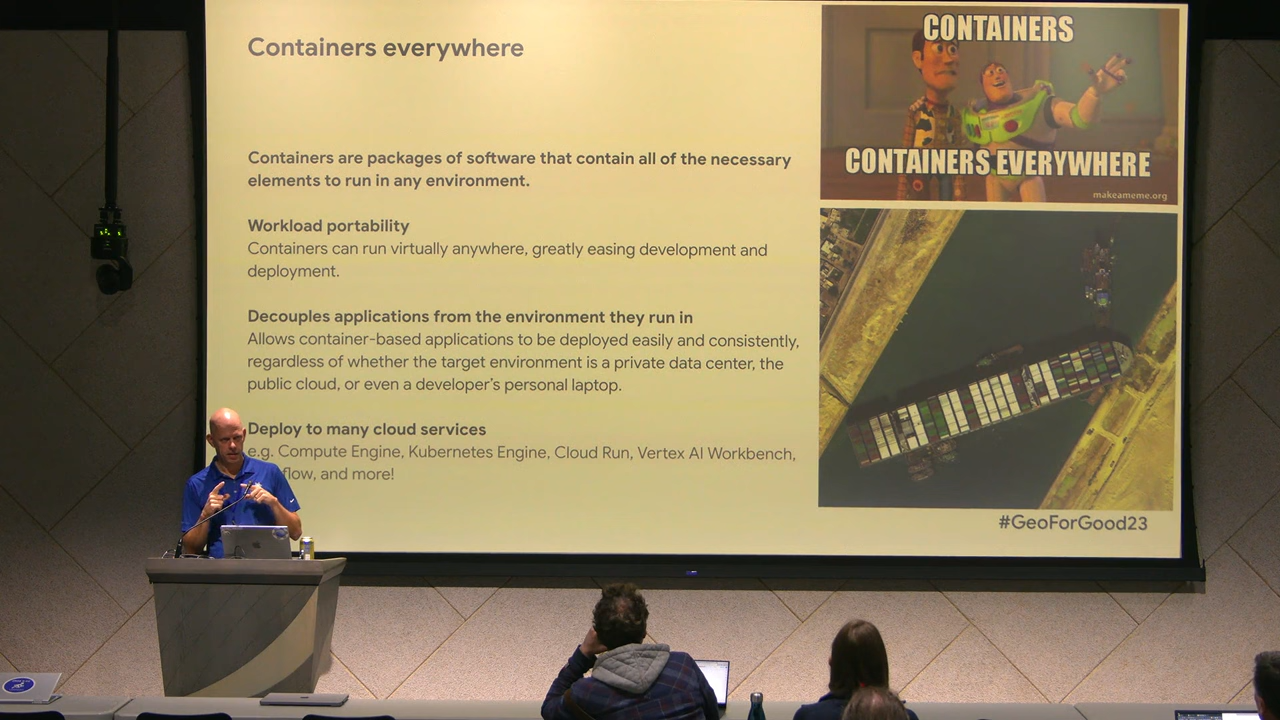 Containers everywhere
Containers are packages of software that contain all of the necessary
elements to run in any environment.
Workload portability
Containers can run virtually anywhere, greatly easing development and
deployment.
Decouples applications from the environment they run in
Allows container-based applications to be deployed easily and consistently,
regardless of whether the target environment is a private data center, the
public cloud, or even a developer's personal laptop.
Deploy to many cloud services
e.g. Compute Engine, Kubernetes Engine, Cloud Run, Vertex AI Workbench,
flow, and more!
CONTAINERS
CONTAINERS EVERYWHERE
makeameme.org
#GeoForGood23